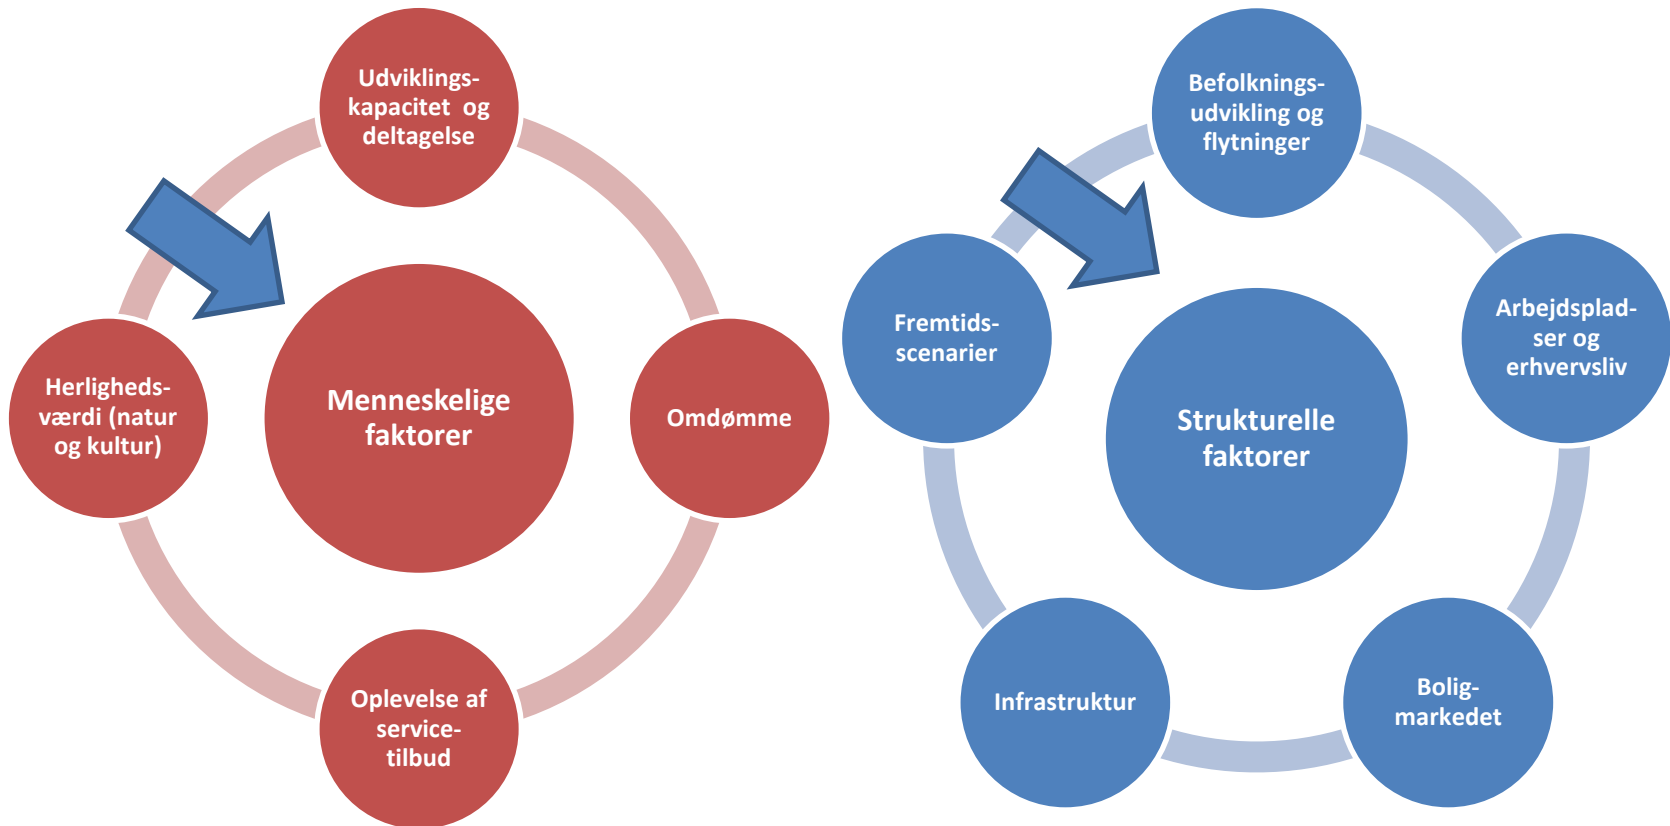 Udviklings-
kapacitet og
deltagelse
Omdømme
Oplevelse af
service-
tilbud
Herligheds-
værdi (natur
og kultur)
Menneskelige
faktorer
Befolknings-
udvikling og
flytninger
Arbejdsplad-
ser og
erhvervsliv
Bolig-
markedet
Infrastruktur
Fremtids-
scenarier
Strukturelle
faktorer